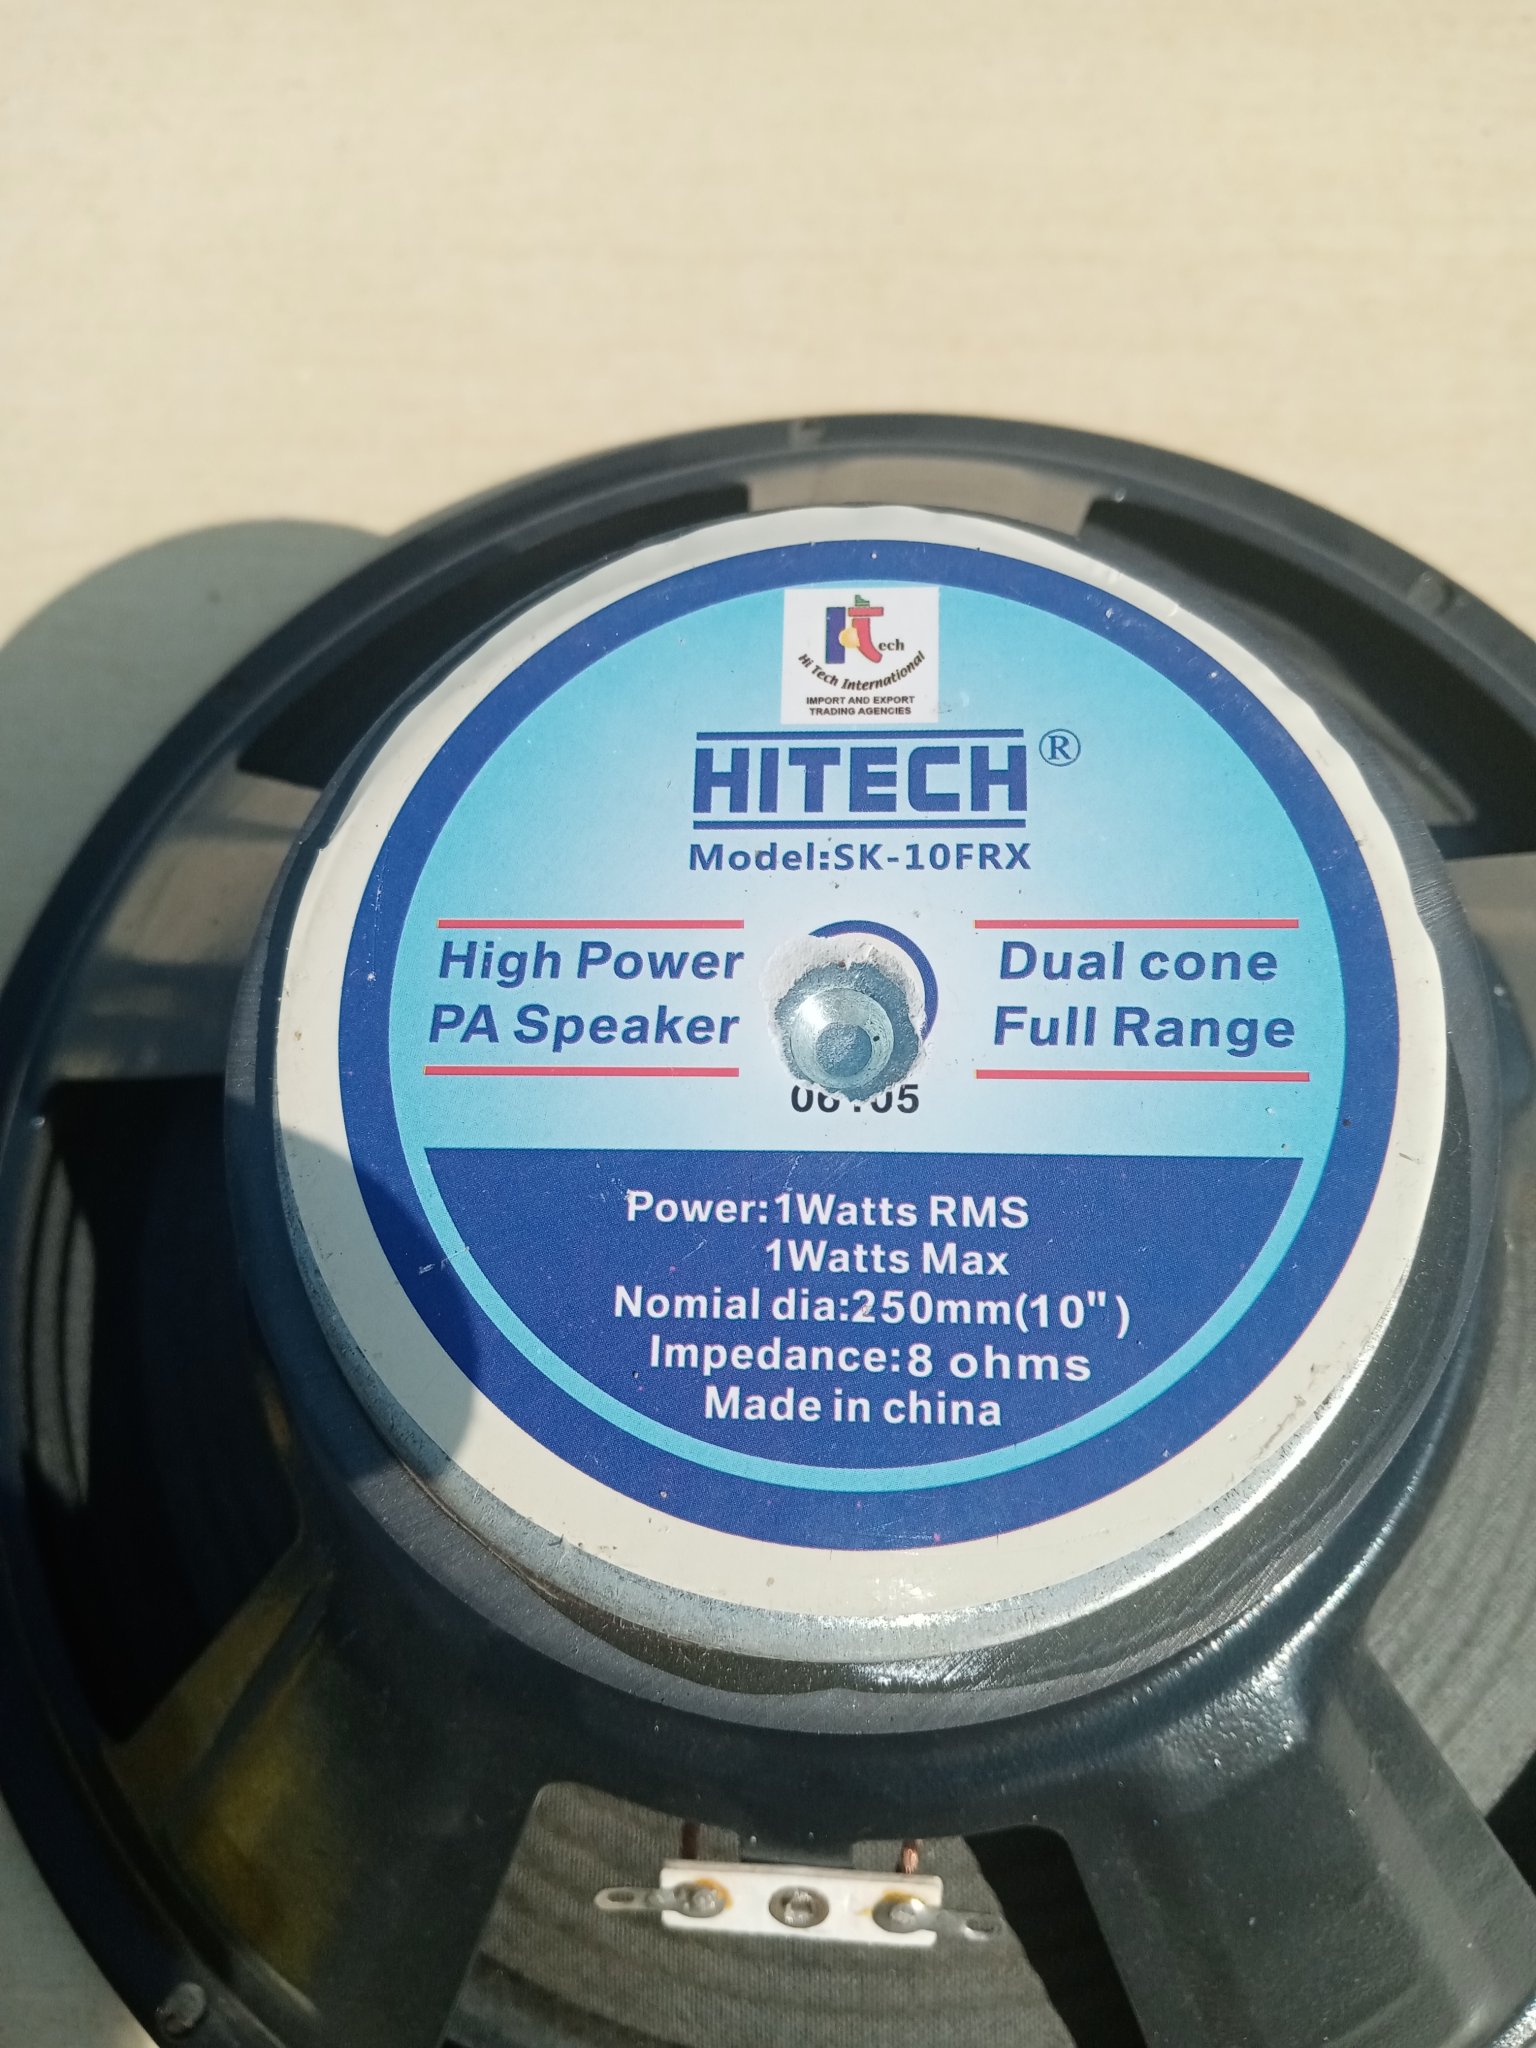 ech
Hi Tech International
IMPORT AND EXPORT
TRADING AGENCIES
HITECH®
Model:SK-10FRX
High Power
PA Speaker
Dual cone
Full Range
Power:1Watts RMS
1Watts Max
Nomial dia:250mm(10")
Impedance:8 ohms
Made in china